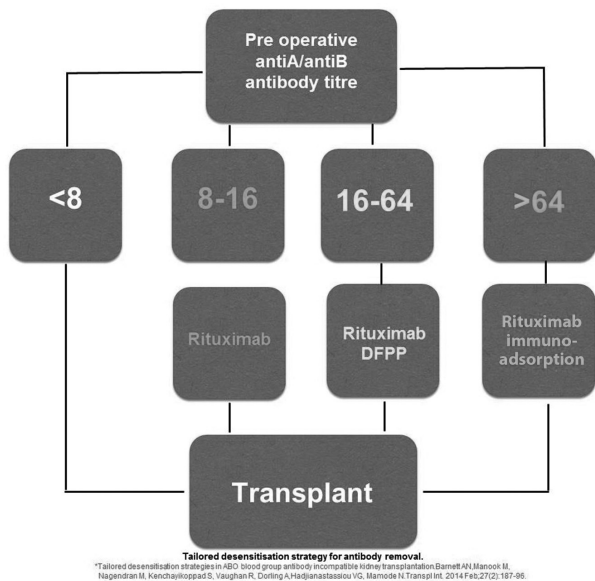 Pre operative
antiA/antiB
antibody titre
<8
8-16
16-64
>64
Rituximab
Rituximab
DFPP
Rituximab
immuno-
adsorption
Transplant
Tailored desensitisation strategy for antibody removal.
*Tailored desensitisation strategies in ABO blood group antibody incompatible kidney transplantation.Barnett AN,Manook M,
Nagendran M, Kenchayikoppad S, Vaughan R, Dorling A,Hadjianastassiou VG, Mamode N.Transpl Int. 2014 Feb;27(2):187-96.